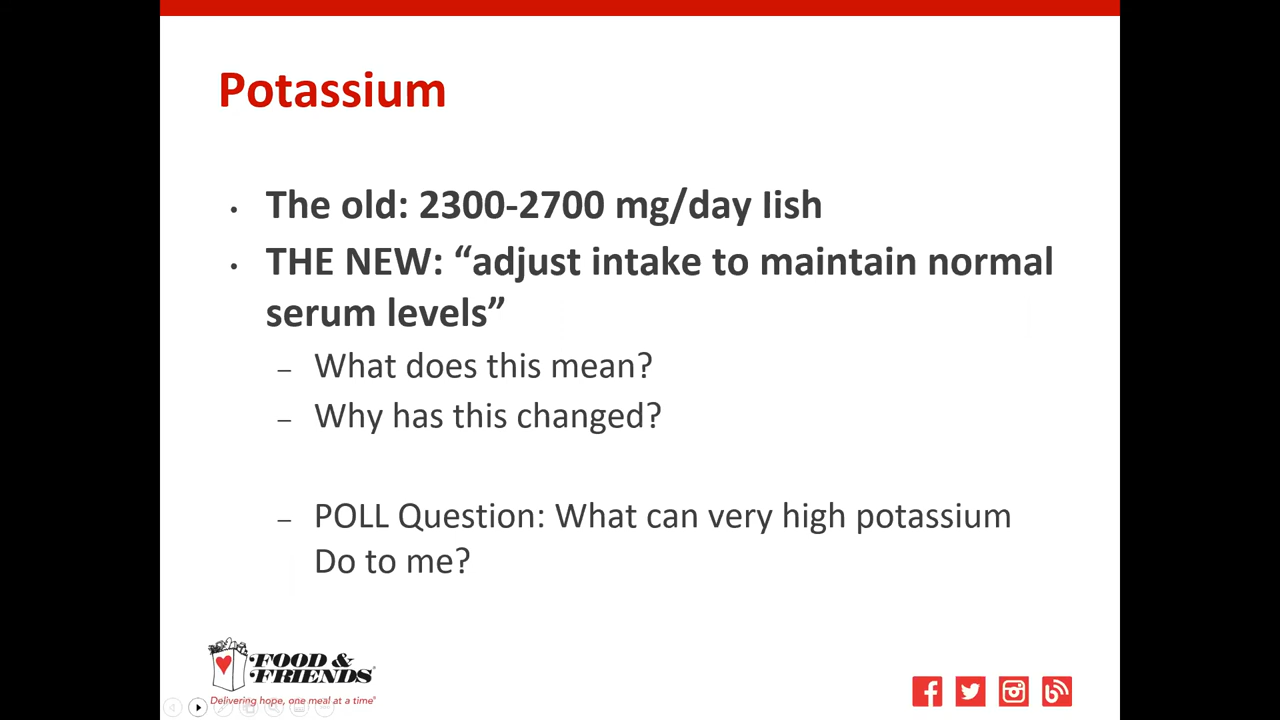 Potassium
• The old: 2300-2700 mg/day Iish
• THE NEW: “adjust intake to maintain normal
serum levels”
– What does this mean?
– Why has this changed?
– POLL Question: What can very high potassium
Do to me?
FOOD &
FRIENDS®
Delivering hope, one meal at a time®